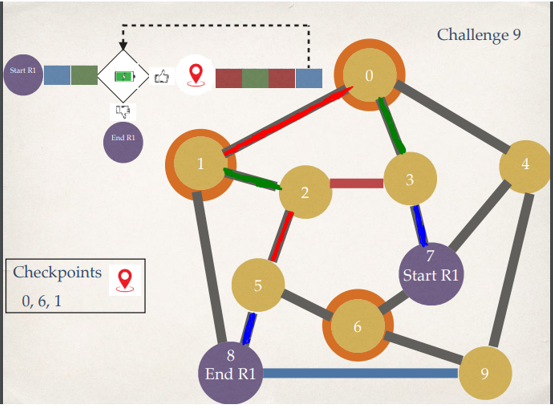 Challenge 9
Start R1
End R1
0
1
2
3
4
5
6
7
Start R1
8
End R1
9
Checkpoints
0, 6, 1